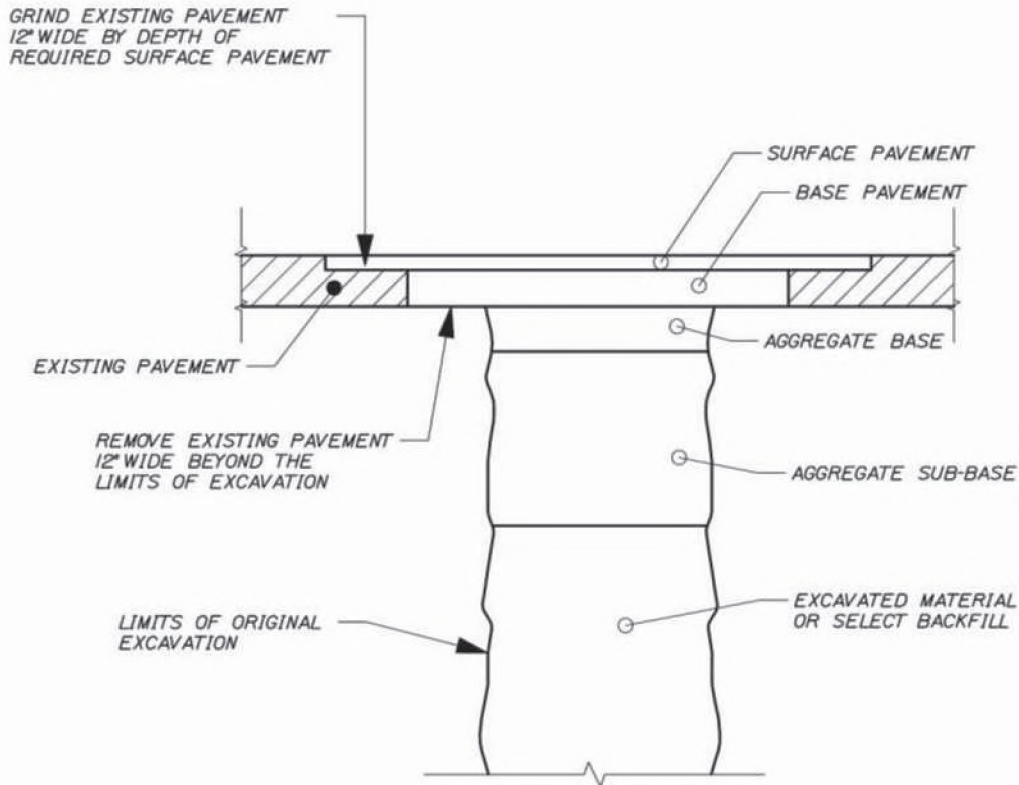 GRIND EXISTING PAVEMENT
12" WIDE BY DEPTH OF
REQUIRED SURFACE PAVEMENT
SURFACE PAVEMENT
BASE PAVEMENT
AGGREGATE BASE
EXISTING PAVEMENT
REMOVE EXISTING PAVEMENT
12" WIDE BEYOND THE
LIMITS OF EXCAVATION
AGGREGATE SUB-BASE
EXCAVATED MATERIAL
OR SELECT BACKFILL
LIMITS OF ORIGINAL
EXCAVATION